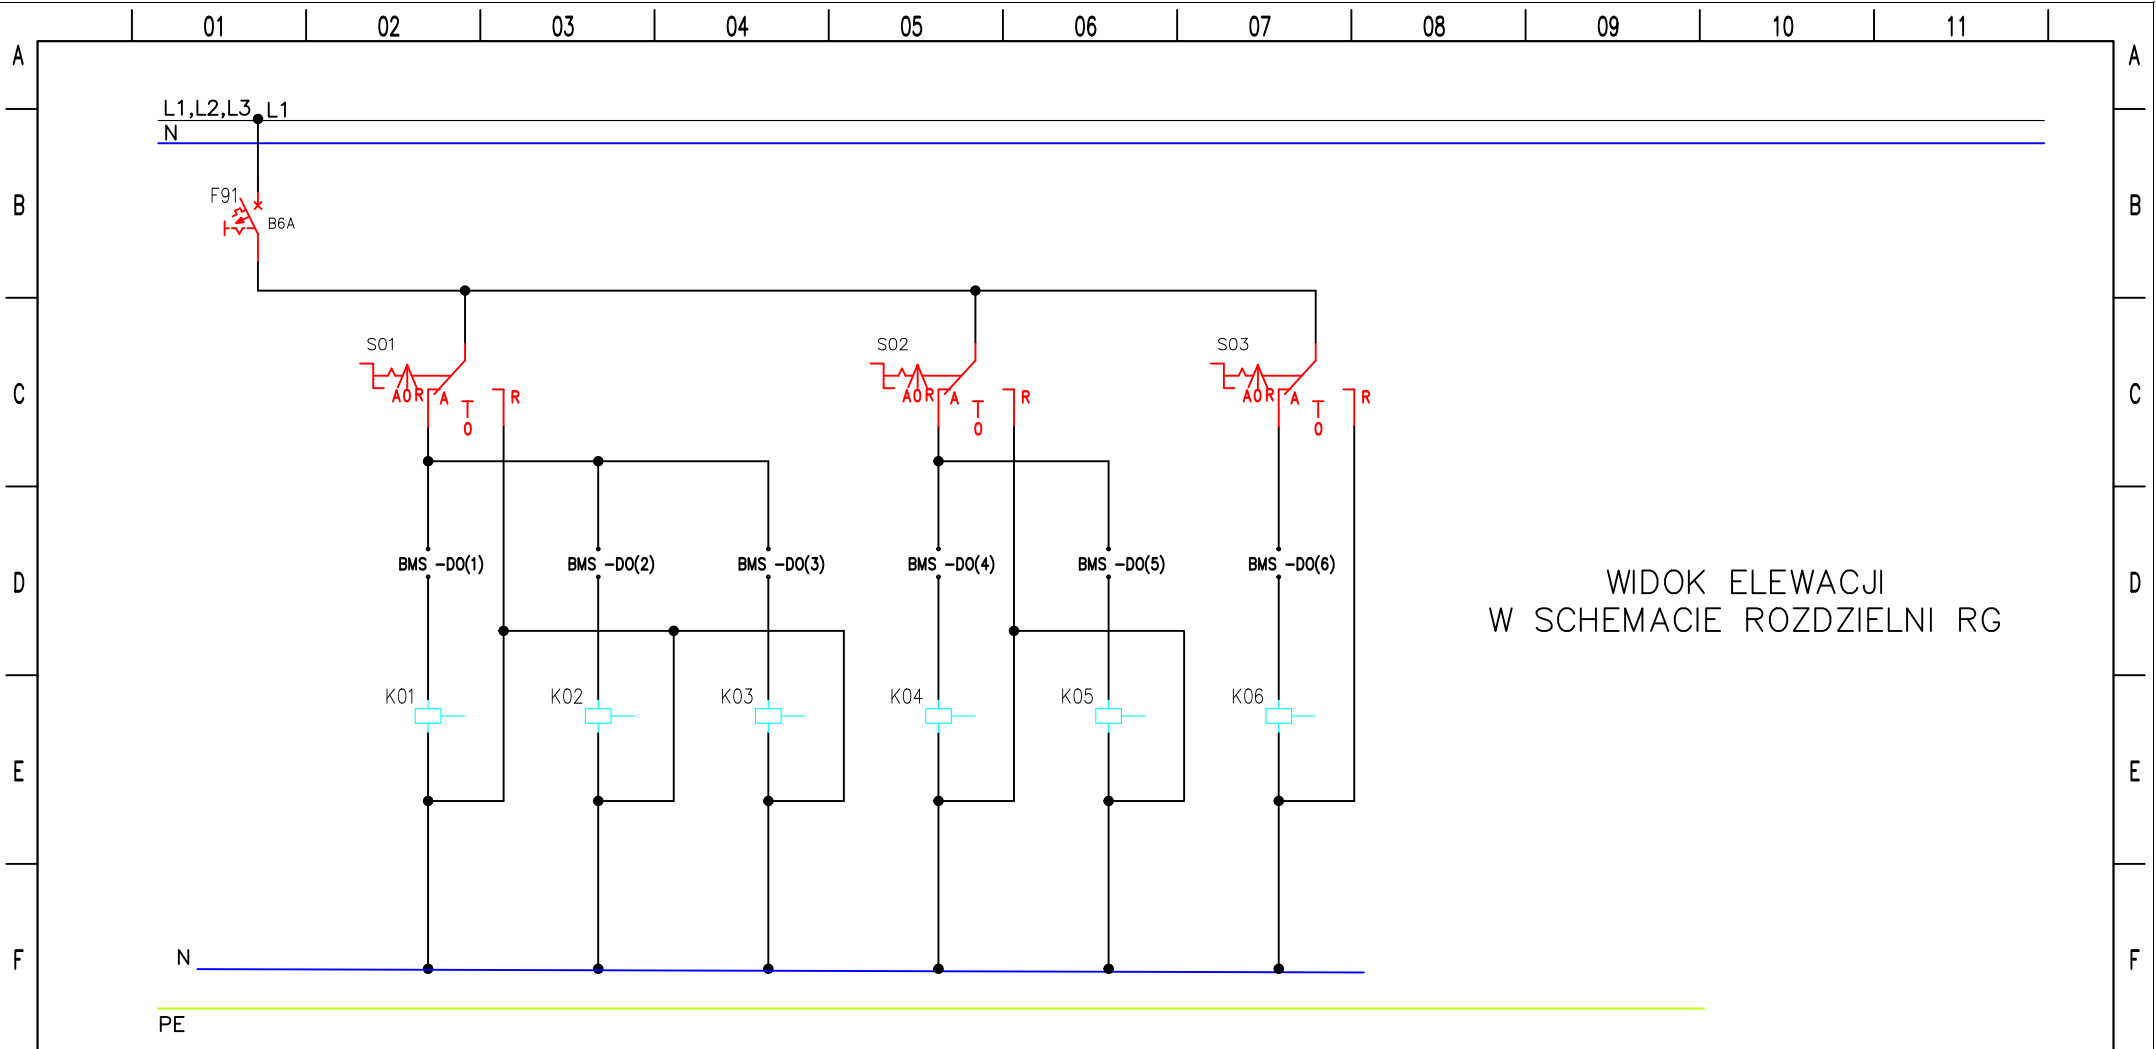 01 02 03 04 05 06 07 08 09 10 11
A A
L1,L2,L3 L1
N
B B
F91
B6A
S01 S02 S03
C C
A O R A R A O R A R A O R A R
0 0 0
BMS -DO(1) BMS -DO(2) BMS -DO(3) BMS -DO(4) BMS -DO(5) BMS -DO(6)
D D
WIDOK ELEWACJI
W SCHEMACIE ROZDZIELNI RG
K01 K02 K03 K04 K05 K06
E E
F F
N
PE